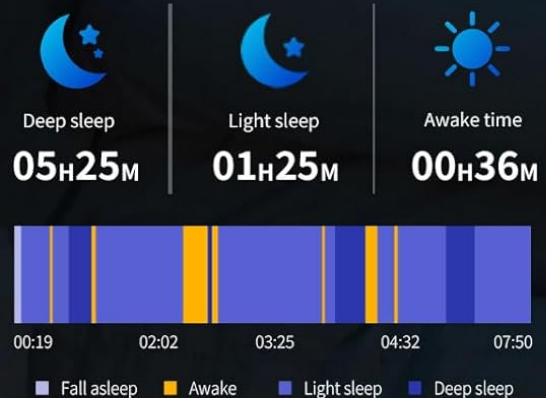 Deep sleep Light sleep Awake time
05H25M 01H25M 00H36M
00:19 02:02 03:25 04:32 07:50
Fall asleep Awake Light sleep Deep sleep